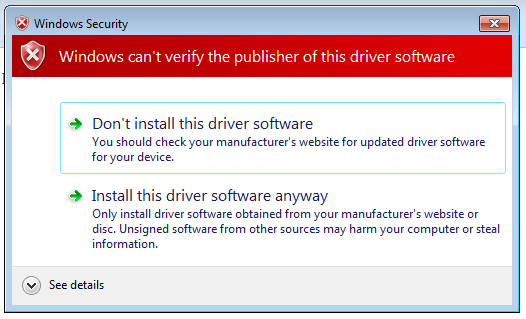 Windows Security
Windows can't verify the publisher of this driver software
Don't install this driver software
You should check your manufacturer's website for updated driver software
for your device.
Install this driver software anyway
Only install driver software obtained from your manufacturer's website or
disc. Unsigned software from other sources may harm your computer or steal
information.
See details